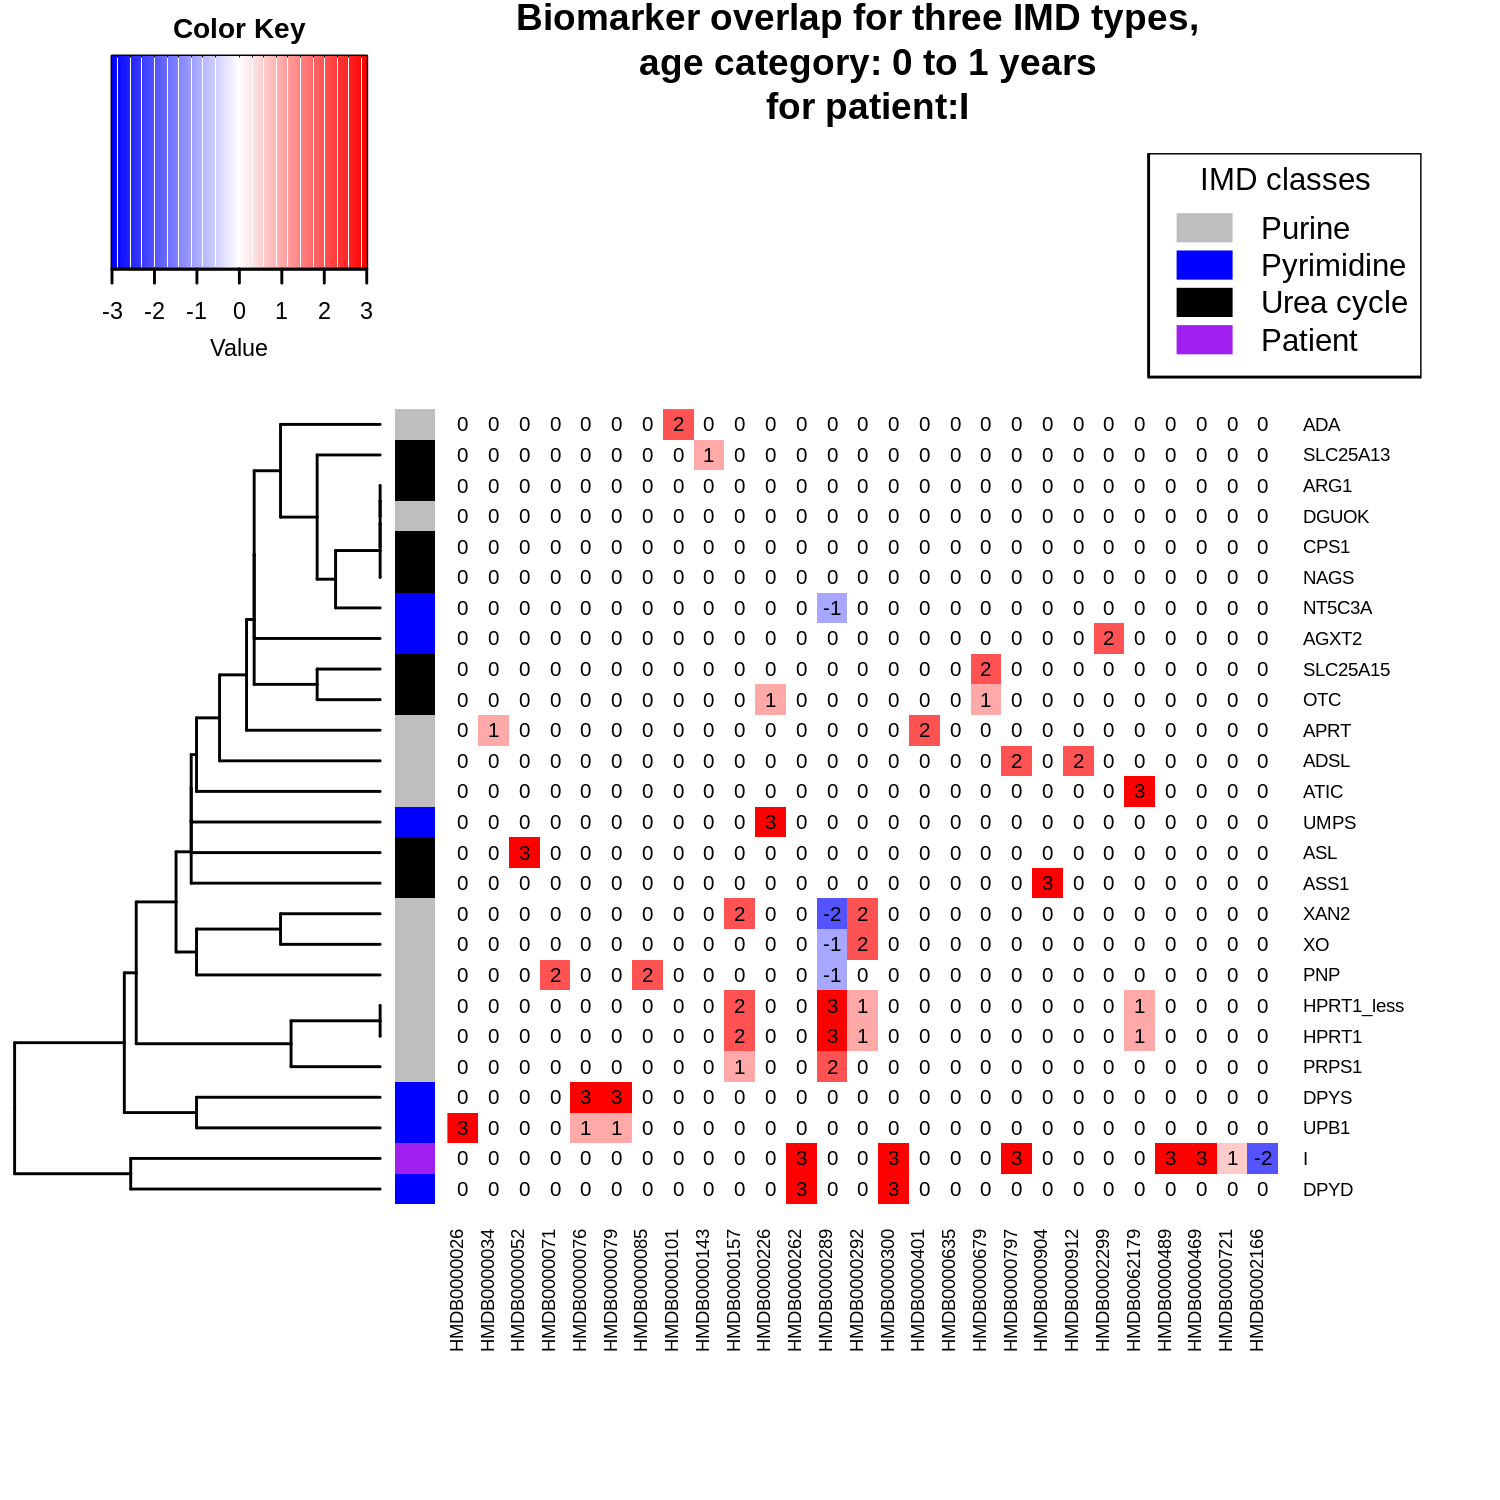 Biomarker overlap for three IMD types,
age category: 0 to 1 years
for patient:I
Color Key
-3 -2 -1 0 1 2 3
Value
IMD classes
Purine
Pyrimidine
Urea cycle
Patient
0 0 0 0 0 0 0 2 0 0 0 0 0 0 0 0 0 0 0 0 0 0 0 0 0 0 0 ADA
0 0 0 0 0 0 0 0 1 0 0 0 0 0 0 0 0 0 0 0 0 0 0 0 0 0 0 SLC25A13
0 0 0 0 0 0 0 0 0 0 0 0 0 0 0 0 0 0 0 0 0 0 0 0 0 0 0 ARG1
0 0 0 0 0 0 0 0 0 0 0 0 0 0 0 0 0 0 0 0 0 0 0 0 0 0 0 DGUOK
0 0 0 0 0 0 0 0 0 0 0 0 0 0 0 0 0 0 0 0 0 0 0 0 0 0 0 CPS1
0 0 0 0 0 0 0 0 0 0 0 0 0 0 0 0 0 0 0 0 0 0 0 0 0 0 0 NAGS
0 0 0 0 0 0 0 0 0 0 0 0 -1 0 0 0 0 0 0 0 0 0 0 0 0 0 0 NT5C3A
0 0 0 0 0 0 0 0 0 0 0 0 0 0 0 0 0 0 0 0 0 2 0 0 0 0 0 AGXT2
0 0 0 0 0 0 0 0 0 0 0 0 0 0 0 0 0 2 0 0 0 0 0 0 0 0 0 SLC25A15
0 0 0 0 0 0 0 0 0 0 1 0 0 0 0 0 0 1 0 0 0 0 0 0 0 0 0 OTC
0 1 0 0 0 0 0 0 0 0 0 0 0 0 0 2 0 0 0 0 0 0 0 0 0 0 0 APRT
0 0 0 0 0 0 0 0 0 0 0 0 0 0 0 0 0 0 2 0 2 0 0 0 0 0 0 ADSL
0 0 0 0 0 0 0 0 0 0 0 0 0 0 0 0 0 0 0 0 0 0 3 0 0 0 0 ATIC
0 0 0 0 0 0 0 0 0 0 3 0 0 0 0 0 0 0 0 0 0 0 0 0 0 0 0 UMPS
0 0 3 0 0 0 0 0 0 0 0 0 0 0 0 0 0 0 0 0 0 0 0 0 0 0 0 ASL
0 0 0 0 0 0 0 0 0 0 0 0 0 0 0 0 0 0 0 3 0 0 0 0 0 0 0 ASS1
0 0 0 0 0 0 0 0 0 2 0 0 -2 2 0 0 0 0 0 0 0 0 0 0 0 0 0 XAN2
0 0 0 0 0 0 0 0 0 0 0 0 -1 2 0 0 0 0 0 0 0 0 0 0 0 0 0 XO
0 0 0 2 0 0 2 0 0 0 0 0 -1 0 0 0 0 0 0 0 0 0 0 0 0 0 0 PNP
0 0 0 0 0 0 0 0 0 2 0 0 3 1 0 0 0 0 0 0 0 0 1 0 0 0 0 HPRT1_less
0 0 0 0 0 0 0 0 0 2 0 0 3 1 0 0 0 0 0 0 0 0 1 0 0 0 0 HPRT1
0 0 0 0 0 0 0 0 0 1 0 0 2 0 0 0 0 0 0 0 0 0 0 0 0 0 0 PRPS1
0 0 0 0 3 3 0 0 0 0 0 0 0 0 0 0 0 0 0 0 0 0 0 0 0 0 0 DPYS
3 0 0 0 1 1 0 0 0 0 0 0 0 0 0 0 0 0 0 0 0 0 0 0 0 0 0 UPB1
0 0 0 0 0 0 0 0 0 0 0 3 0 0 3 0 0 0 3 0 0 0 0 3 3 1 -2 I
0 0 0 0 0 0 0 0 0 0 0 3 0 0 3 0 0 0 0 0 0 0 0 0 0 0 0 DPYD
HMDB0000026
HMDB0000034
HMDB0000052
HMDB0000071
HMDB0000076
HMDB0000079
HMDB0000085
HMDB0000101
HMDB0000143
HMDB0000157
HMDB0000226
HMDB0000262
HMDB0000289
HMDB0000292
HMDB0000300
HMDB0000401
HMDB0000635
HMDB0000679
HMDB0000797
HMDB0000904
HMDB0000912
HMDB0002299
HMDB0062179
HMDB0000489
HMDB0000469
HMDB0000721
HMDB0002166